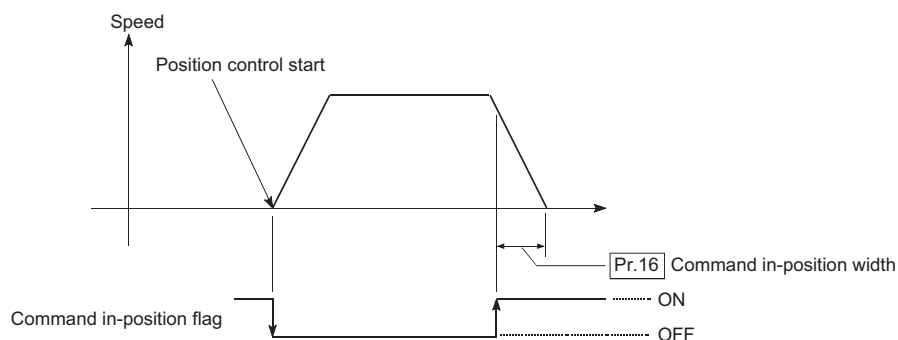 Speed
Position control start
Pr.16 Command in-position width
ON
Command in-position flag
OFF